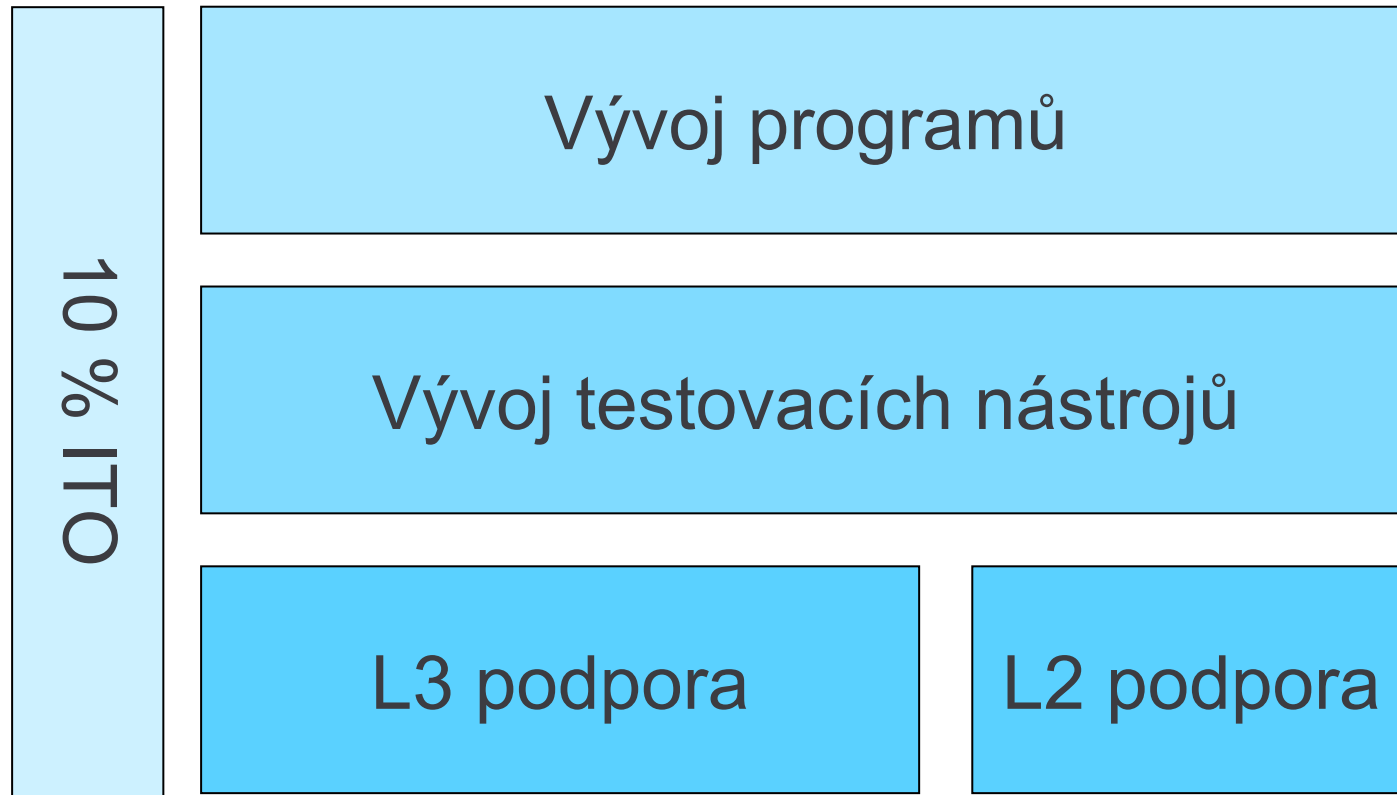 10 % ITO
Vývoj programů
Vývoj testovacích nástrojů
L3 podpora
L2 podpora